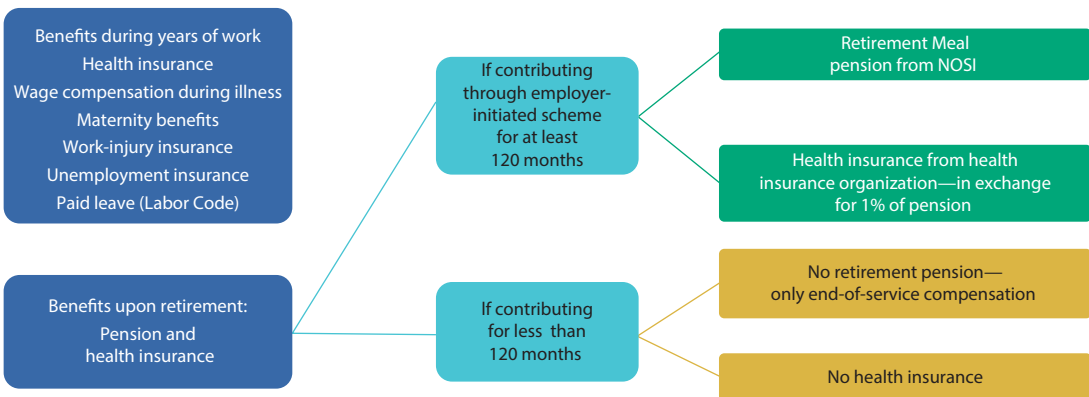 Benefits during years of work
Health insurance
Wage compensation during illness
Maternity benefits
Work-injury insurance
Unemployment insurance
Paid leave (Labor Code)
Benefits upon retirement:
Pension and
health insurance
If contributing
through employer-
initiated scheme
for at least
120 months
If contributing
for less than
120 months
Retirement Meal
pension from NOSI
Health insurance from health
insurance organization—in exchange
for 1% of pension
No retirement pension—
only end-of-service compensation
No health insurance